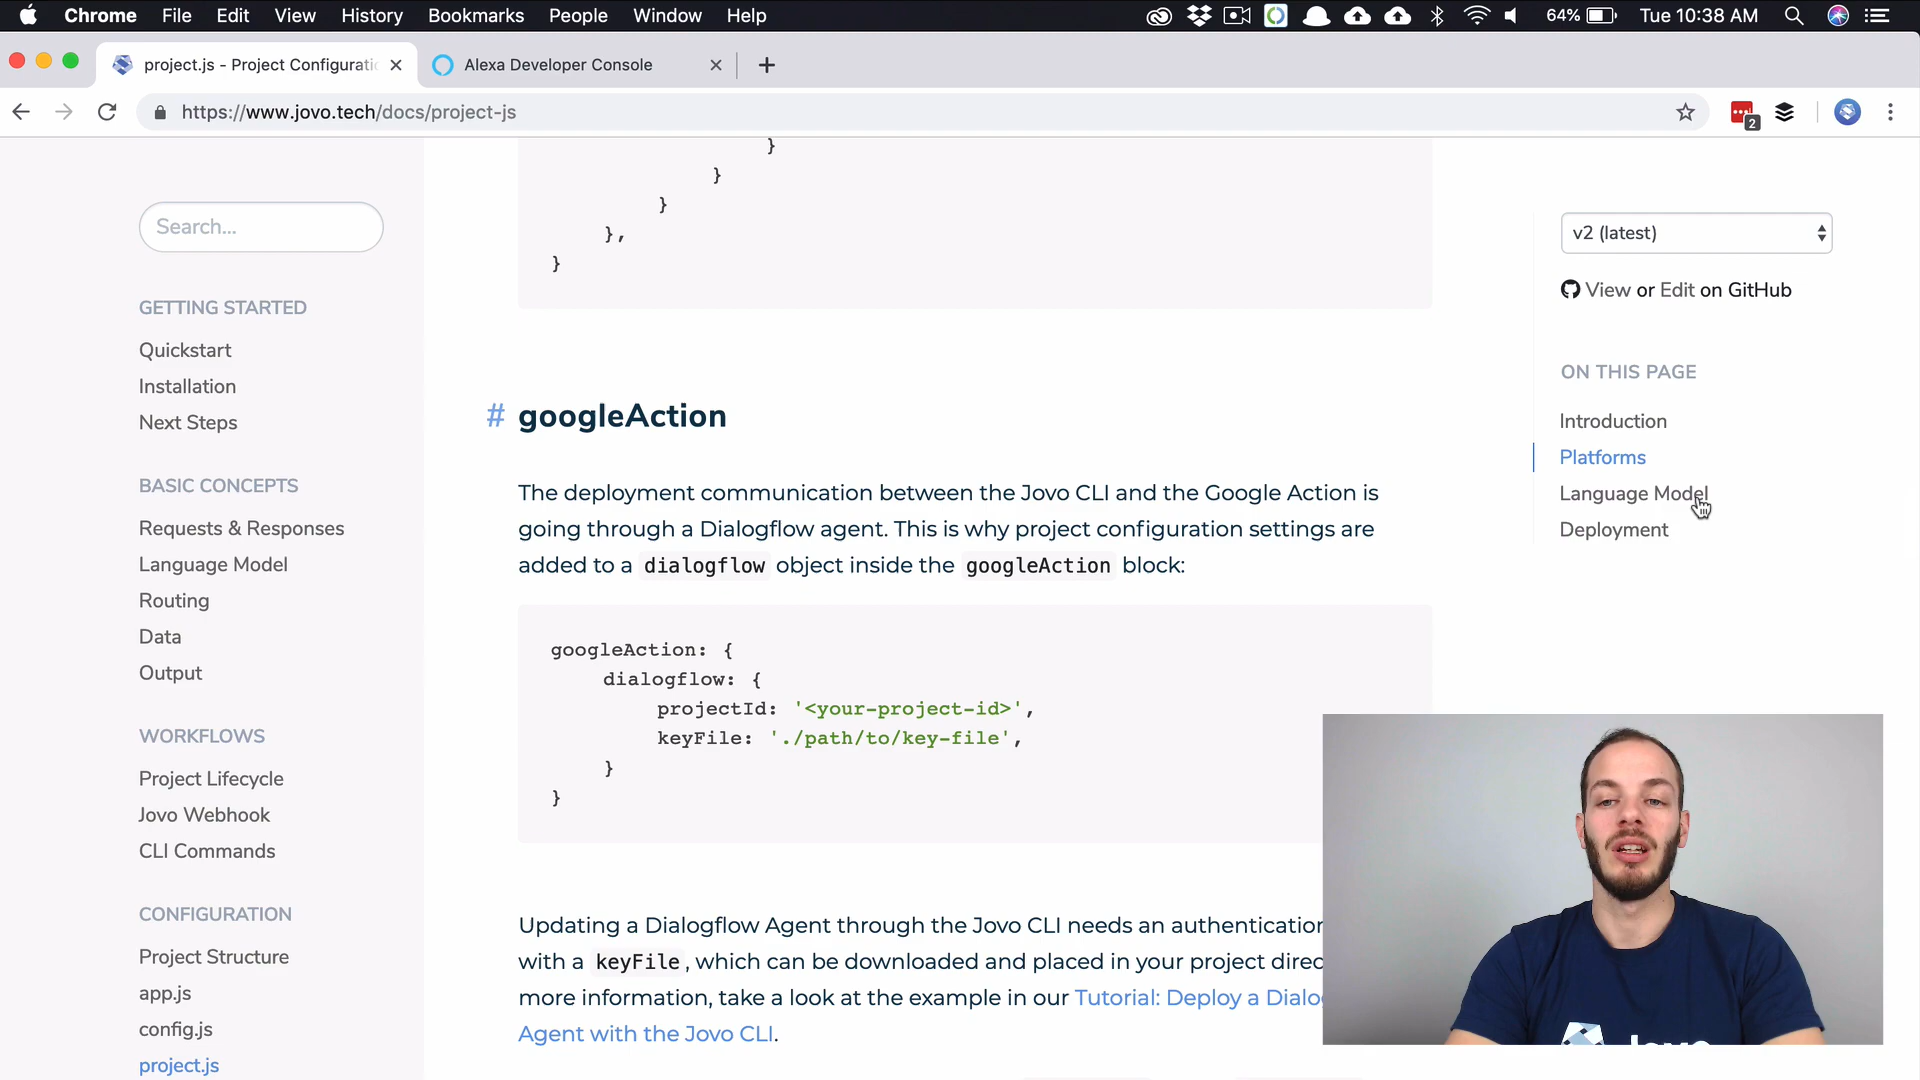 Chrome File Edit View History Bookmarks People Window Help 64% Tue 10:38 AM
project.js - Project Configuratic Alexa Developer Console
https://www.jovo.tech/docs/project-js 2
}
}
}
},
}
Search...
GETTING STARTED
Quickstart
Installation
Next Steps
BASIC CONCEPTS
Requests & Responses
Language Model
Routing
Data
Output
WORKFLOWS
Project Lifecycle
Jovo Webhook
CLI Commands
CONFIGURATION
Project Structure
app.js
config.js
project.js
# googleAction
The deployment communication between the Jovo CLI and the Google Action is
going through a Dialogflow agent. This is why project configuration settings are
added to a dialogflow object inside the googleAction block:
googleAction: {
dialogflow: {
projectId: '<your-project-id>',
keyFile: './path/to/key-file',
}
}
Updating a Dialogflow Agent through the Jovo CLI needs an authentication
with a keyFile, which can be downloaded and placed in your project direc
more information, take a look at the example in our Tutorial: Deploy a Dialo
Agent with the Jovo CLI.
v2 (latest)
View or Edit on GitHub
ON THIS PAGE
Introduction
Platforms
Language Model
Deployment